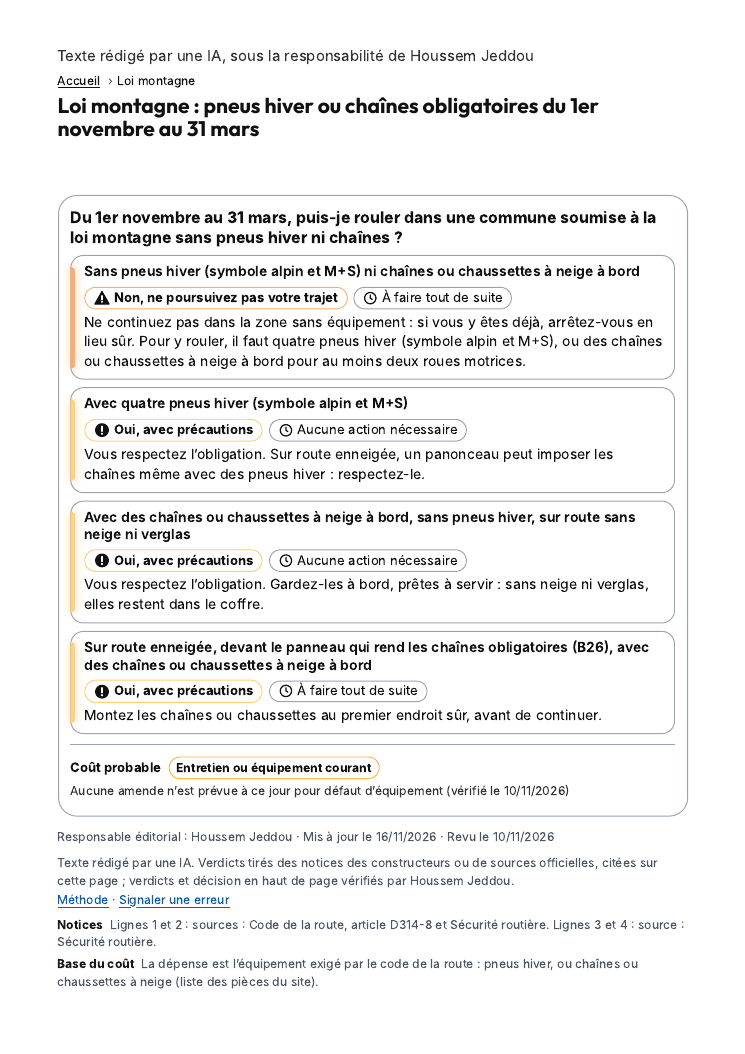 Texte rédigé par une IA, sous la responsabilité de Houssem Jeddou
Accueil › Loi montagne
Loi montagne : pneus hiver ou chaînes obligatoires du 1er
novembre au 31 mars
Du 1er novembre au 31 mars, puis-je rouler dans une commune soumise à la
loi montagne sans pneus hiver ni chaînes ?
Sans pneus hiver (symbole alpin et M+S) ni chaînes ou chaussettes à neige à bord
Non, ne poursuivez pas votre trajet À faire tout de suite
Ne continuez pas dans la zone sans équipement : si vous y êtes déjà, arrêtez-vous en
lieu sûr. Pour y rouler, il faut quatre pneus hiver (symbole alpin et M+S), ou des chaînes
ou chaussettes à neige à bord pour au moins deux roues motrices.
Avec quatre pneus hiver (symbole alpin et M+S)
Oui, avec précautions Aucune action nécessaire
Vous respectez l’obligation. Sur route enneigée, un panonceau peut imposer les
chaînes même avec des pneus hiver : respectez-le.
Avec des chaînes ou chaussettes à neige à bord, sans pneus hiver, sur route sans
neige ni verglas
Oui, avec précautions Aucune action nécessaire
Vous respectez l’obligation. Gardez-les à bord, prêtes à servir : sans neige ni verglas,
elles restent dans le coffre.
Sur route enneigée, devant le panneau qui rend les chaînes obligatoires (B26), avec
des chaînes ou chaussettes à neige à bord
Oui, avec précautions À faire tout de suite
Montez les chaînes ou chaussettes au premier endroit sûr, avant de continuer.
Coût probable Entretien ou équipement courant
Aucune amende n’est prévue à ce jour pour défaut d’équipement (vérifié le 10/11/2026)
Responsable éditorial : Houssem Jeddou · Mis à jour le 16/11/2026 · Revu le 10/11/2026
Texte rédigé par une IA. Verdicts tirés des notices des constructeurs ou de sources officielles, citées sur
cette page ; verdicts et décision en haut de page vérifiés par Houssem Jeddou.
Méthode · Signaler une erreur
Notices Lignes 1 et 2 : sources : Code de la route, article D314-8 et Sécurité routière. Lignes 3 et 4 : source :
Sécurité routière.
Base du coût La dépense est l’équipement exigé par le code de la route : pneus hiver, ou chaînes ou
chaussettes à neige (liste des pièces du site).